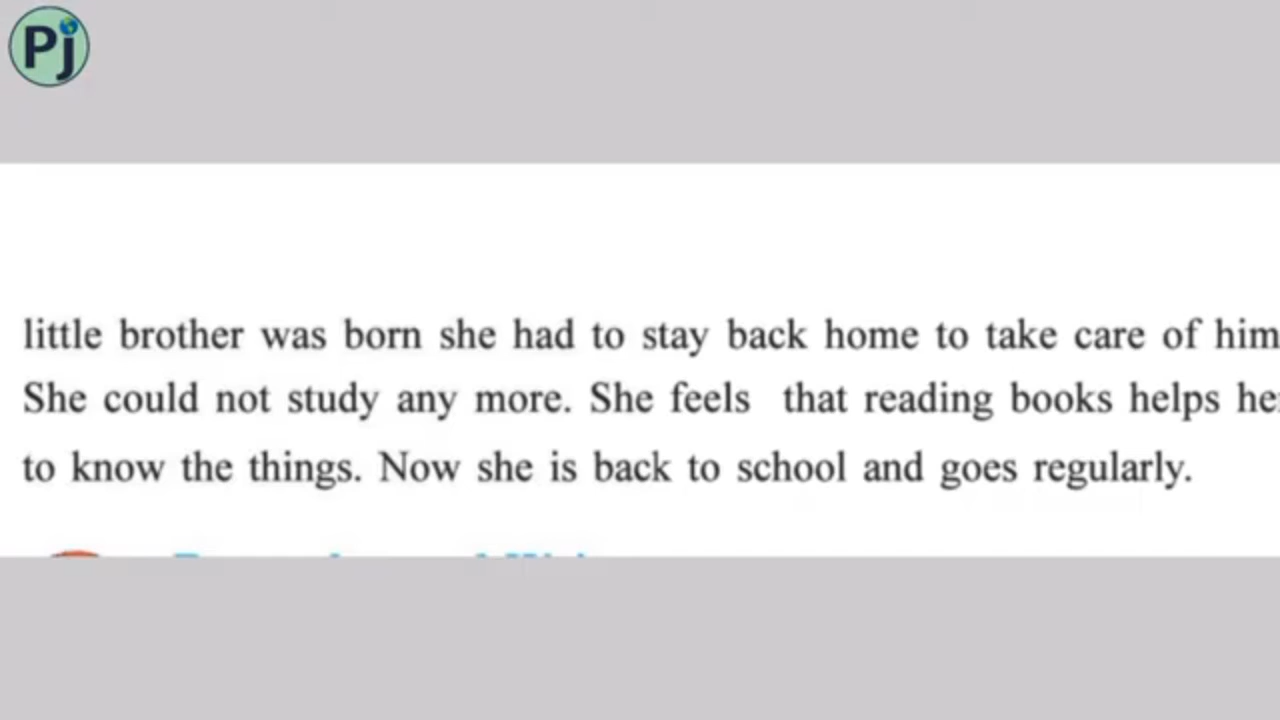 Pj
little brother was born she had to stay back home to take care of him
She could not study any more. She feels that reading books helps
to know the things. Now she is back to school and goes regularly.